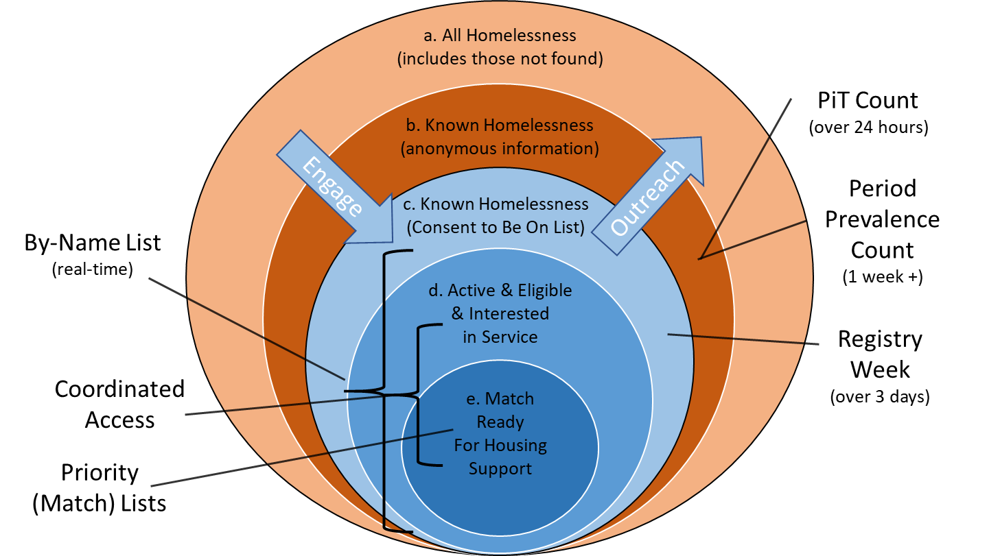 a. All Homelessness
(includes those not found)
b. Known Homelessness
(anonymous information)
Engage
Outreach
c. Known Homelessness
(Consent to Be On List)
d. Active & Eligible
& Interested
in Service
e. Match
Ready
For Housing
Support
By-Name List
(real-time)
Coordinated
Access
Priority
(Match) Lists
PiT Count
(over 24 hours)
Period
Prevalence
Count
(1 week +)
Registry
Week
(over 3 days)